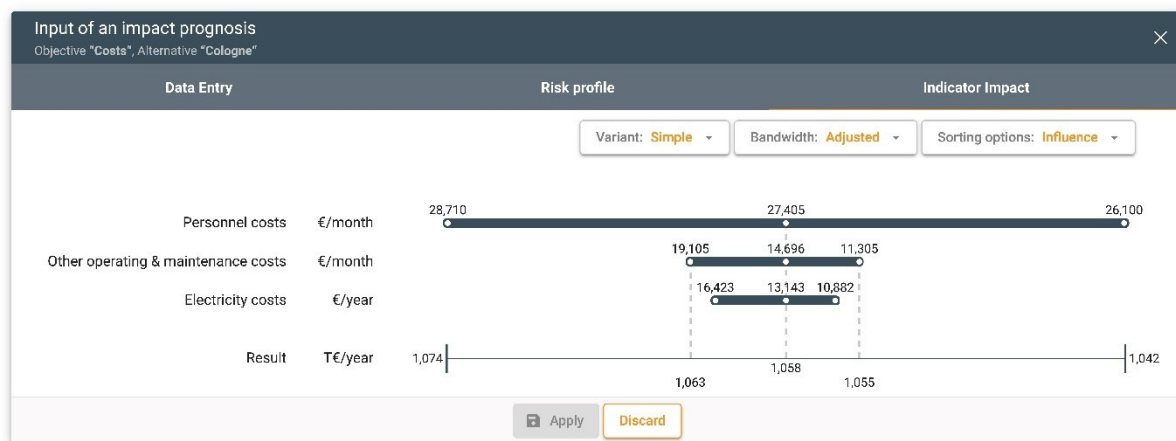 Input of an impact prognosis
Objective "Costs", Alternative "Cologne"
Data Entry Risk profile Indicator Impact
Variant: Simple Bandwidth: Adjusted Sorting options: Influence
Personnel costs €/month 28,710 27,405 26,100
Other operating & maintenance costs €/month 19,105 14,696 11,305
Electricity costs €/year 16,423 13,143 10,882
Result T€/year 1,074 1,058 1,042
1,063 1,055
Apply Discard